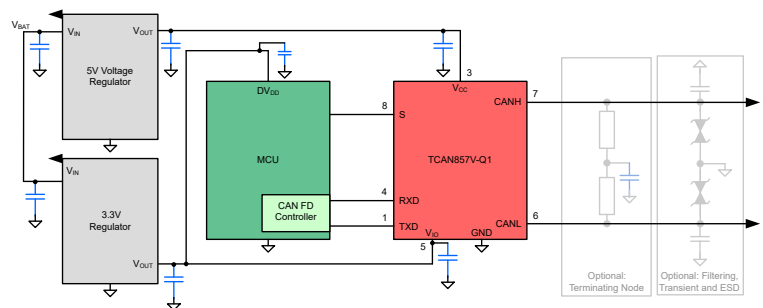 VBAT
VIN
VOUT
5V Voltage
Regulator
3
DVDD
VCC
7
CANH
8
S
MCU
TCAN857V-Q1
VIN
4
RXD
CAN FD
Controller
3.3V
Regulator
1
TXD
CANL
6
VIO
GND
5
VOUT
Optional:
Terminating Node
Optional: Filtering,
Transient and ESD